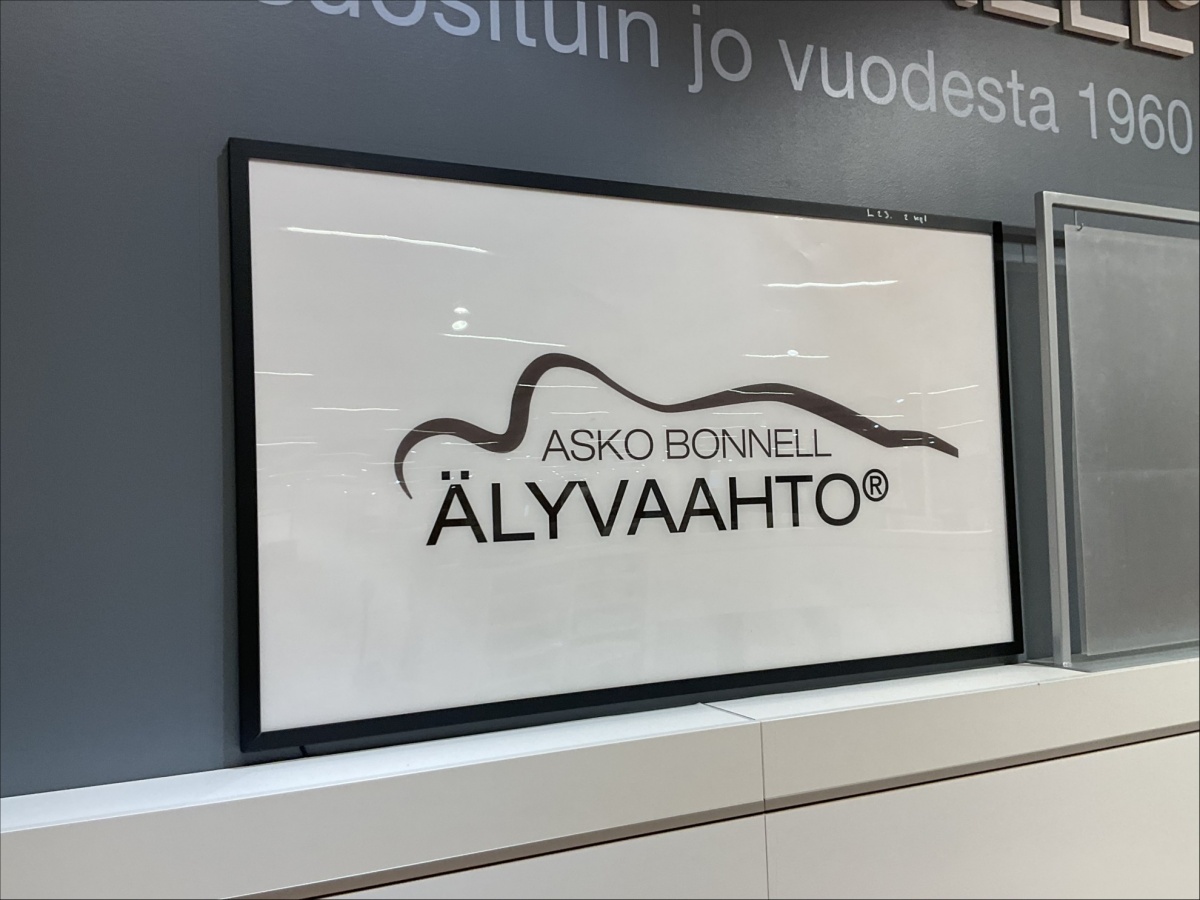 jo vuodesta 1960
ASKO BONNELL
ÄLYVAAHTO®